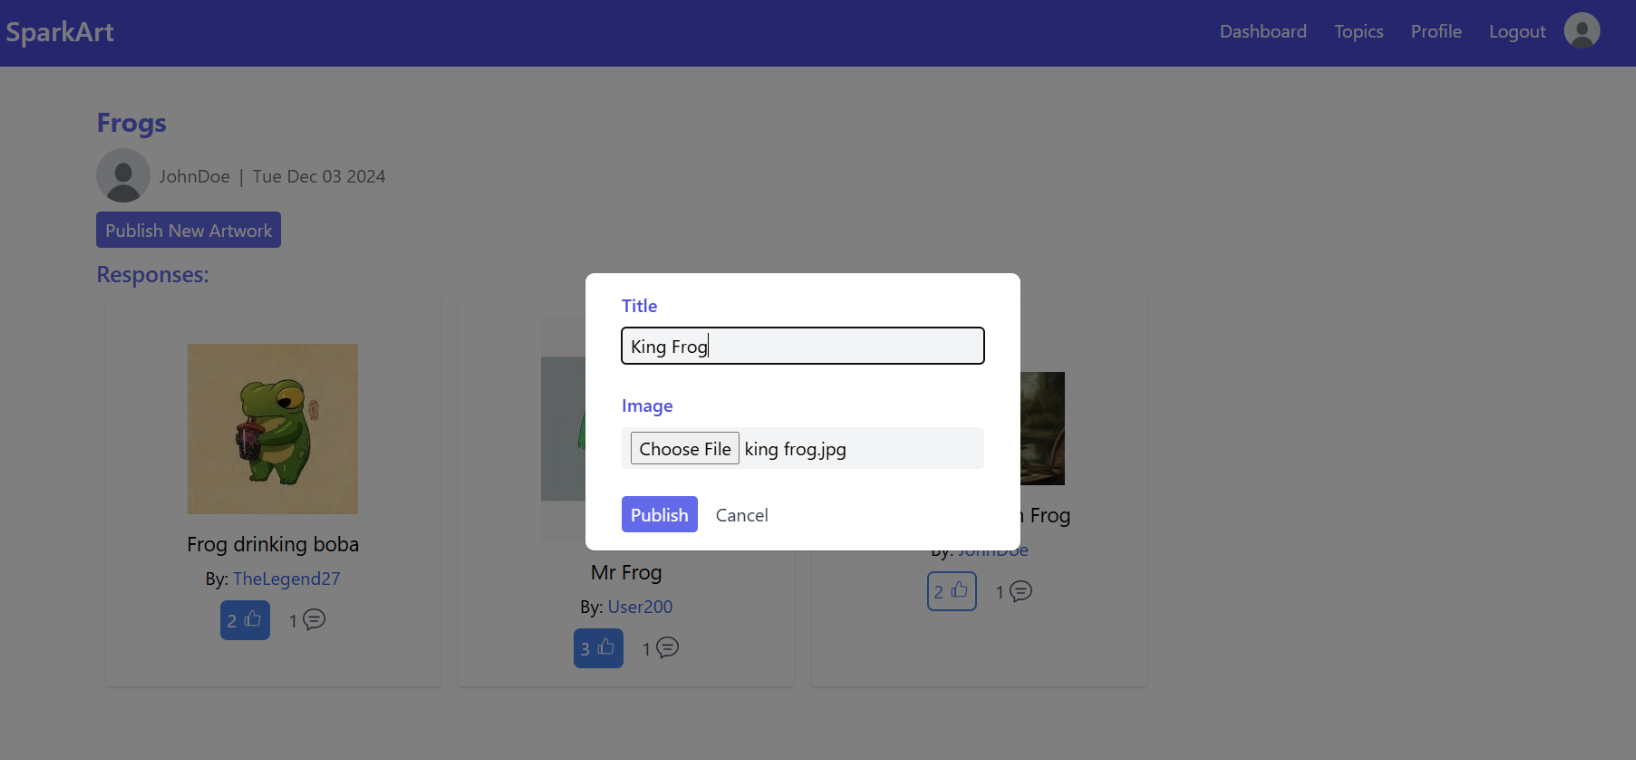 SparkArt
Dashboard Topics Profile Logout
Frogs
JohnDoe | Tue Dec 03 2024
Publish New Artwork
Responses:
Title
King Frog
Image
Choose File king frog.jpg
Publish Cancel
Frog drinking boba
By: TheLegend27
2 1
Mr Frog
By: User200
3 1
Frog
By: JohnDoe
2 1